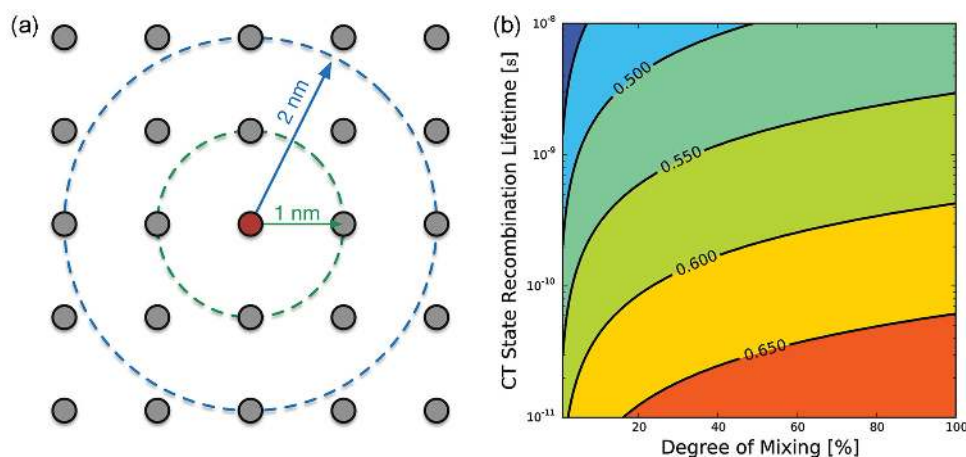 (a)
2 nm
1 nm
(b)
CT State Recombination Lifetime [s]
10⁻⁸
10⁻⁹
10⁻¹⁰
10⁻¹¹
0.500
0.550
0.600
0.650
20
40
60
80
100
Degree of Mixing [%]